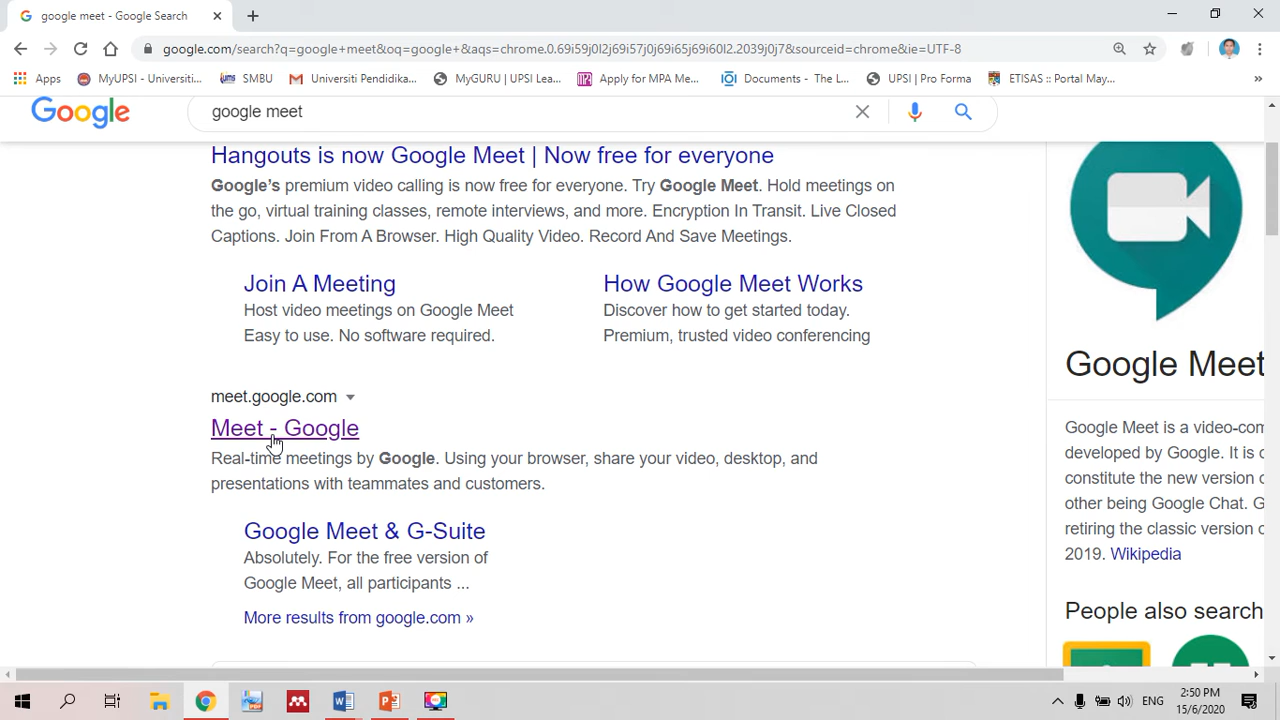 google meet - Google Search
google.com/search?q=google+meet&oq=google+&aqs=chrome.0.69i59j0l2j69i57j0j69i65j69i60l2.2039j0j7&sourceid=chrome&ie=UTF-8
Apps
MyUPSI - Universiti...
SMBU
Universiti Pendidika...
MyGURU | UPSI Lea...
Apply for MPA Me...
Documents - The L...
UPSI | Pro Forma
ETISAS :: Portal May...
»
Google
google meet
Hangouts is now Google Meet | Now free for everyone
Google's premium video calling is now free for everyone. Try Google Meet. Hold meetings on
the go, virtual training classes, remote interviews, and more. Encryption In Transit. Live Closed
Captions. Join From A Browser. High Quality Video. Record And Save Meetings.
Join A Meeting
Host video meetings on Google Meet
Easy to use. No software required.
How Google Meet Works
Discover how to get started today.
Premium, trusted video conferencing
meet.google.com
Meet - Google
Real-time meetings by Google. Using your browser, share your video, desktop, and
presentations with teammates and customers.
Google Meet & G-Suite
Absolutely. For the free version of
Google Meet, all participants ...
More results from google.com »
Google Meet
Google Meet is a video-com
developed by Google. It is o
constitute the new version o
other being Google Chat. G
retiring the classic version o
2019. Wikipedia
People also search
ENG
2:50 PM
15/6/2020